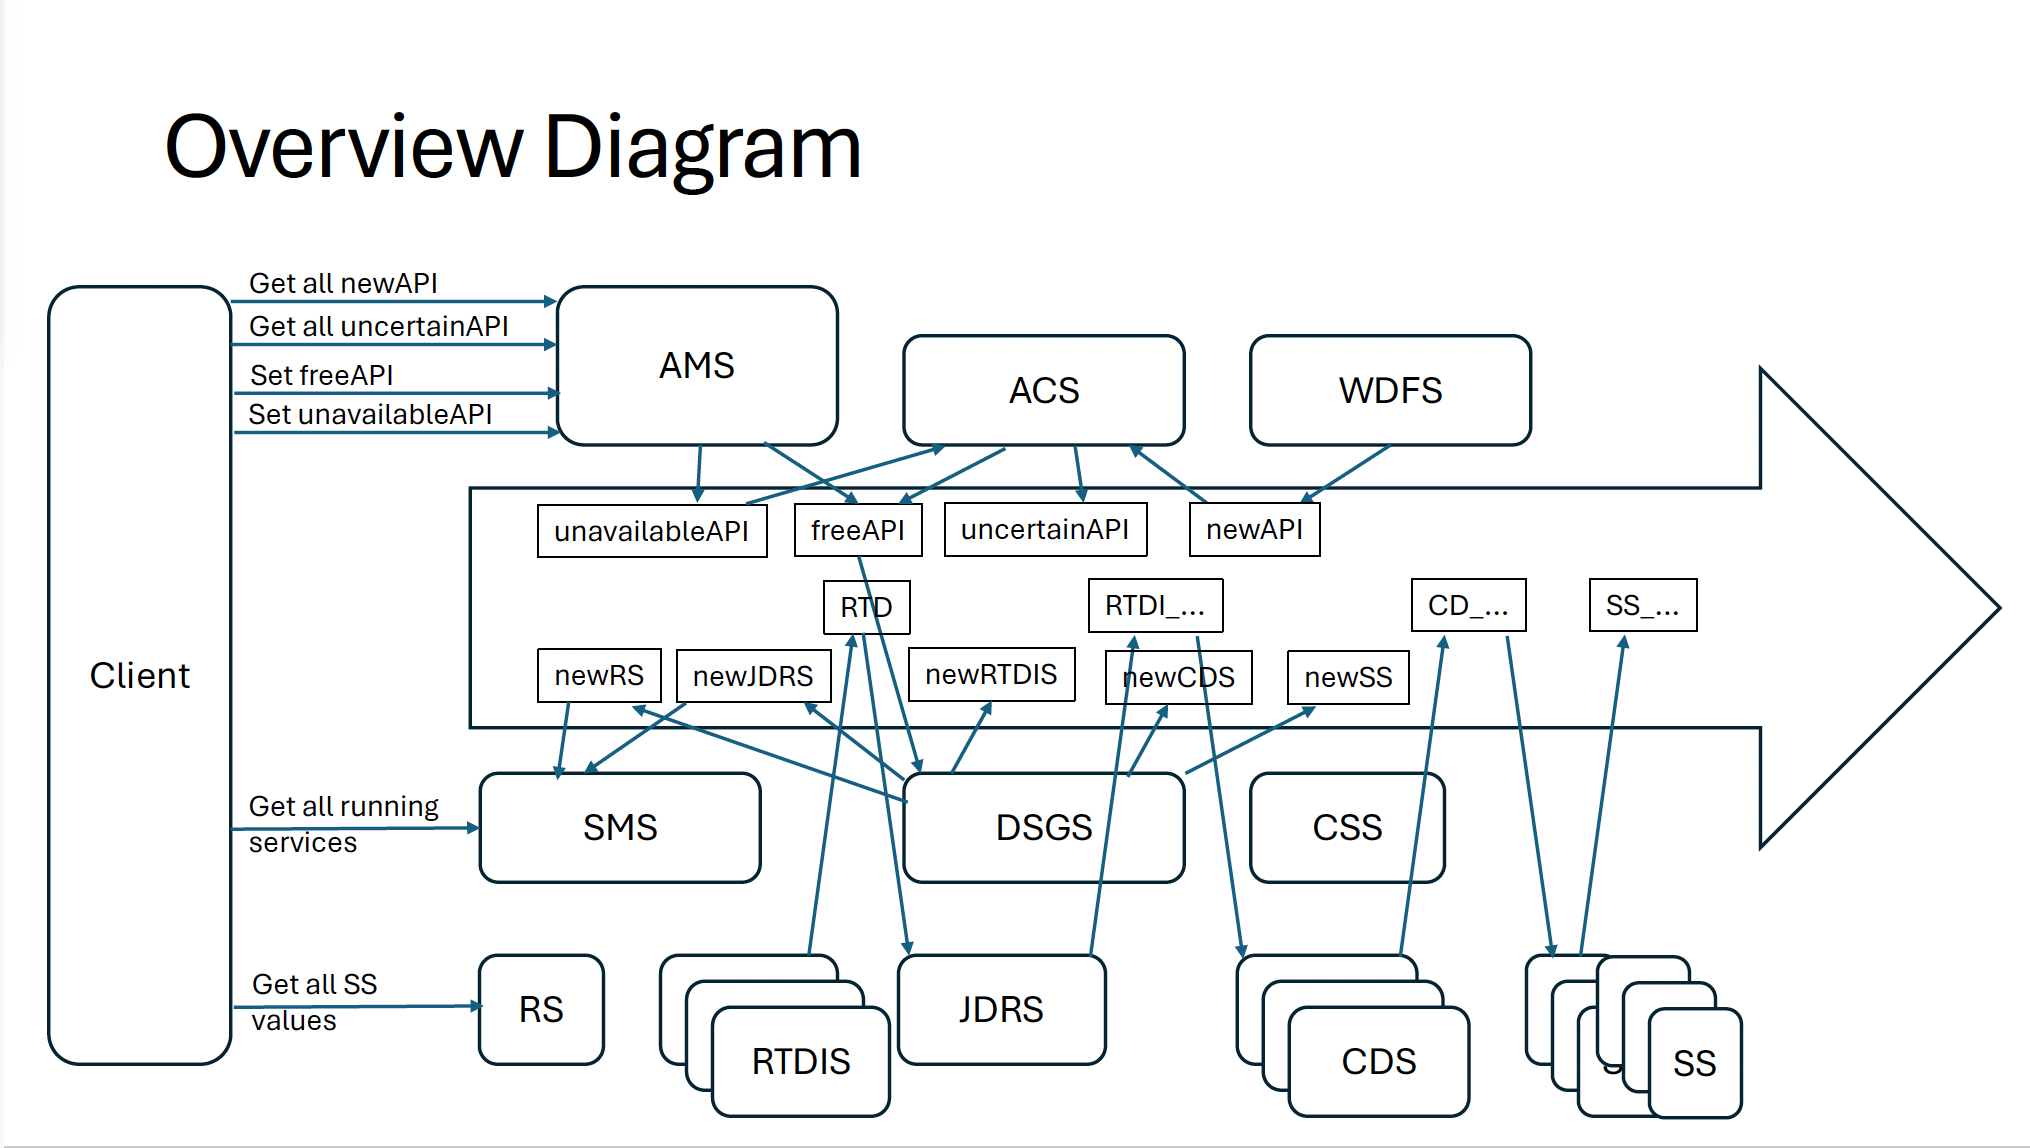 Overview Diagram
Get all newAPI
Get all uncertainAPI
Set freeAPI
Set unavailableAPI
AMS
ACS
WDFS
unavailableAPI
freeAPI
uncertainAPI
newAPI
RTD
RTDI_...
CD_...
SS_...
Client
newRS
newJDRS
newRTDIS
newCDS
newSS
Get all running
services
SMS
DSGS
CSS
Get all SS
values
RS
RTDIS
JDRS
CDS
SS